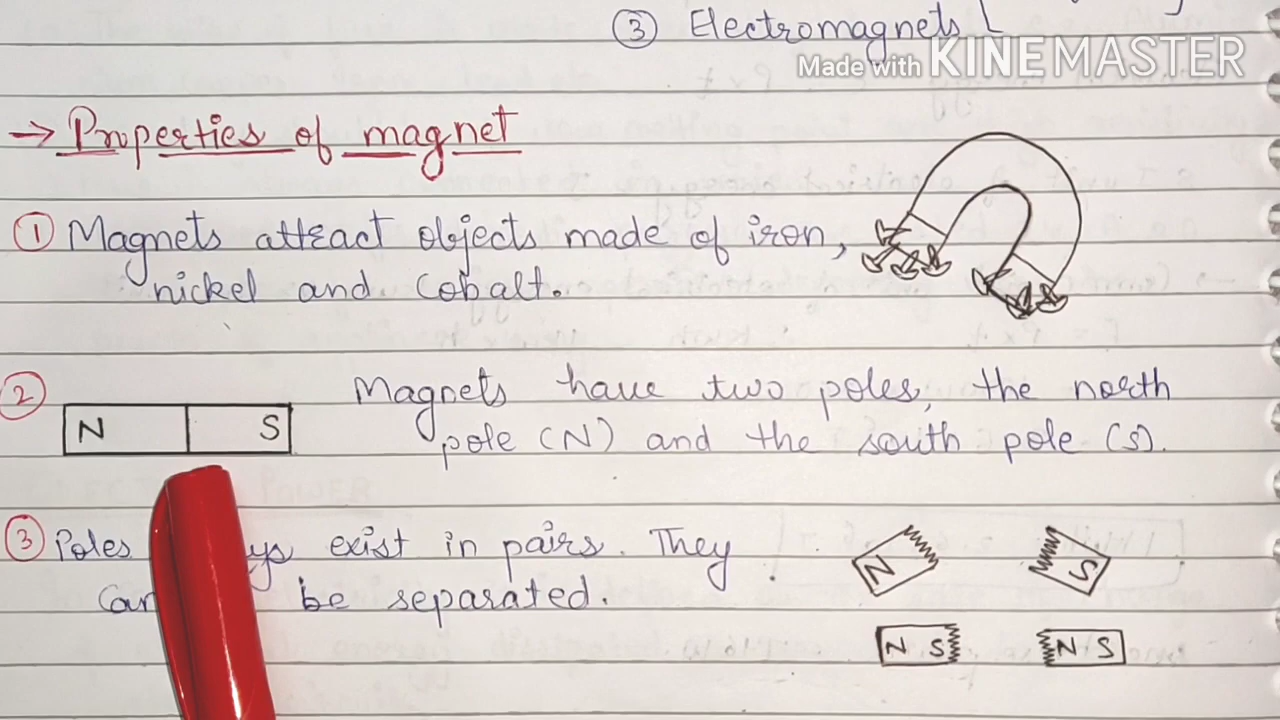 ③ Electromagnets
Made with KINEMASTER
→ Properties of magnet
① Magnets attract objects made of iron,
nickel and cobalt.
② N S Magnets have two poles, the north
pole (N) and the south pole (S).
③ Poles ys exist in pairs. They
can be separated.
N S
N S N S